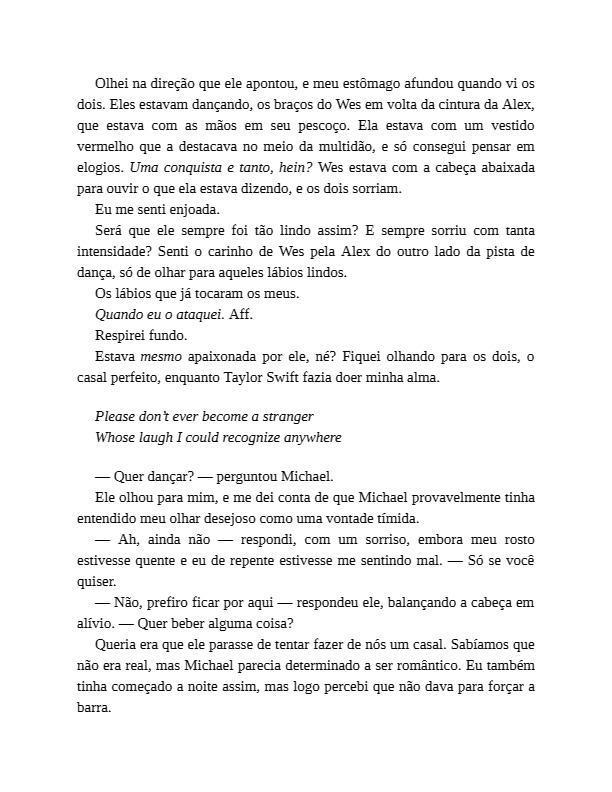 Olhei na direção que ele apontou, e meu estômago afundou quando vi os
dois. Eles estavam dançando, os braços do Wes em volta da cintura da Alex,
que estava com as mãos em seu pescoço. Ela estava com um vestido
vermelho que a destacava no meio da multidão, e só consegui pensar em
elogios. Uma conquista e tanto, hein? Wes estava com a cabeça abaixada
para ouvir o que ela estava dizendo, e os dois sorriam.
Eu me senti enjoada.
Será que ele sempre foi tão lindo assim? E sempre sorriu com tanta
intensidade? Senti o carinho de Wes pela Alex do outro lado da pista de
dança, só de olhar para aqueles lábios lindos.
Os lábios que já tocaram os meus.
Quando eu o ataquei. Aff.
Respirei fundo.
Estava mesmo apaixonada por ele, né? Fiquei olhando para os dois, o
casal perfeito, enquanto Taylor Swift fazia doer minha alma.
Please don’t ever become a stranger
Whose laugh I could recognize anywhere
— Quer dançar? — perguntou Michael.
Ele olhou para mim, e me dei conta de que Michael provavelmente tinha
entendido meu olhar desejoso como uma vontade tímida.
— Ah, ainda não — respondi, com um sorriso, embora meu rosto
estivesse quente e eu de repente estivesse me sentindo mal. — Só se você
quiser.
— Não, prefiro ficar por aqui — respondeu ele, balançando a cabeça em
alívio. — Quer beber alguma coisa?
Queria era que ele parasse de tentar fazer de nós um casal. Sabíamos que
não era real, mas Michael parecia determinado a ser romântico. Eu também
tinha começado a noite assim, mas logo percebi que não dava para forçar a
barra.